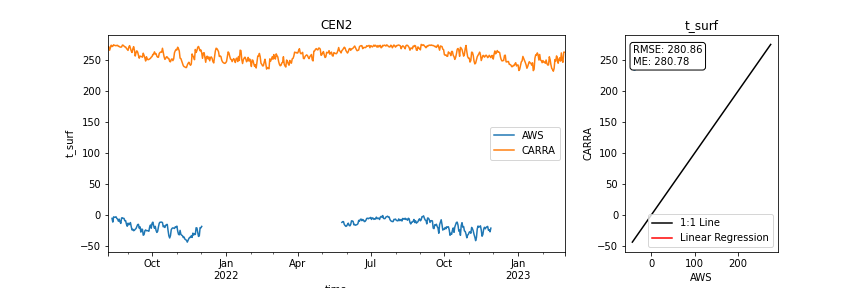 CEN2
t_surf
250
200
150
100
50
0
−50
t_surf
AWS
CARRA
Oct
Jan
2022
Apr
Jul
Oct
Jan
2023
time
t_surf
RMSE: 280.86
ME: 280.78
250
200
150
100
50
0
−50
CARRA
1:1 Line
Linear Regression
0
100
200
AWS